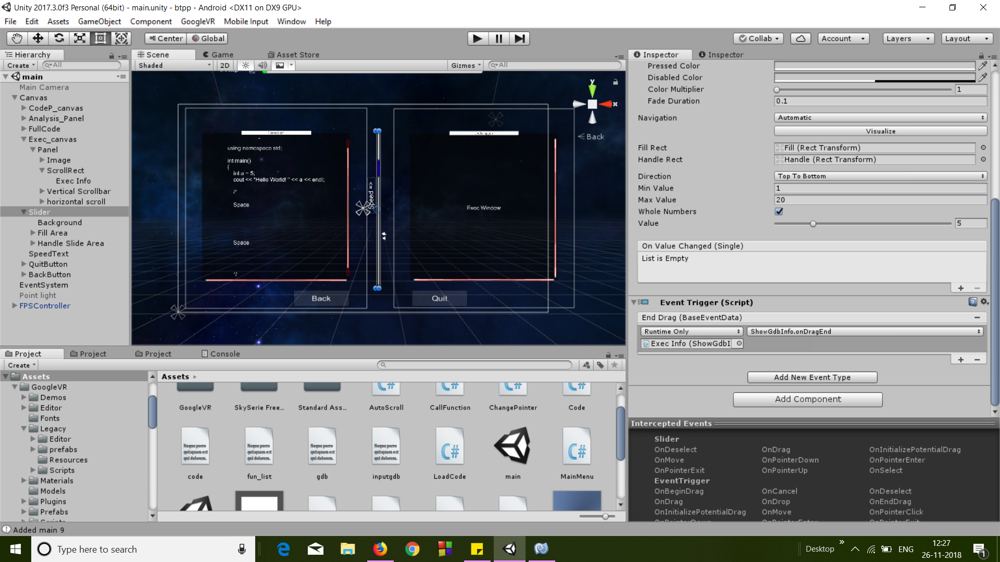 Unity 2017.3.0f3 Personal (64bit) - main.unity - btpp - Android <DX11 on DX9 GPU>
File Edit Assets GameObject Component GoogleVR Mobile Input Window Help
Center Global Collab Account Layers Layout
Hierarchy
Create All
main
Main Camera
Canvas
CodeP_canvas
Analysis_Panel
FullCode
Exec_canvas
Panel
Image
ScrollRect
Exec Info
Vertical Scrollbar
horizontal scroll
Slider
Background
Fill Area
Handle Slide Area
SpeedText
QuitButton
BackButton
EventSystem
Point light
FPSController
Scene Game Asset Store
Shaded 2D Gizmos All
y
x
Back
using namespace std;
int main()
{
int a = 5;
cout << "Hello World! " << a << endl;
/*
Space
Space
*/
Speed =>
Exec Window
Back
Quit
Inspector Inspector
Pressed Color
Disabled Color
Color Multiplier 1
Fade Duration 0.1
Navigation Automatic
Visualize
Fill Rect Fill (Rect Transform)
Handle Rect Handle (Rect Transform)
Direction Top To Bottom
Min Value 1
Max Value 20
Whole Numbers
Value 5
On Value Changed (Single)
List is Empty
Event Trigger (Script)
End Drag (BaseEventData)
Runtime Only ShowGdbInfo.onDragEnd
Exec Info (ShowGdbI
Add New Event Type
Add Component
Intercepted Events
Slider
OnDeselect OnDrag OnInitializePotentialDrag
OnMove OnPointerDown OnPointerEnter
OnPointerExit OnPointerUp OnSelect
EventTrigger
OnBeginDrag OnCancel OnDeselect
OnDrag OnDrop OnEndDrag
OnInitializePotentialDrag OnMove OnPointerClick
OnPointerDown OnPointerEnter OnPointerExit
Project Project Project Console
Create
Assets
GoogleVR
Demos
Editor
Fonts
Legacy
Editor
prefabs
Resources
Scripts
Materials
Models
Plugins
Prefabs
Scripts
Assets
GoogleVR SkySerie Free... Standard Ass... AutoScroll CallFunction ChangePointer Code
code fun_list gdb inputgdb LoadCode main MainMenu
Added main 9
Type here to search
Desktop ENG
12:27
26-11-2018
1